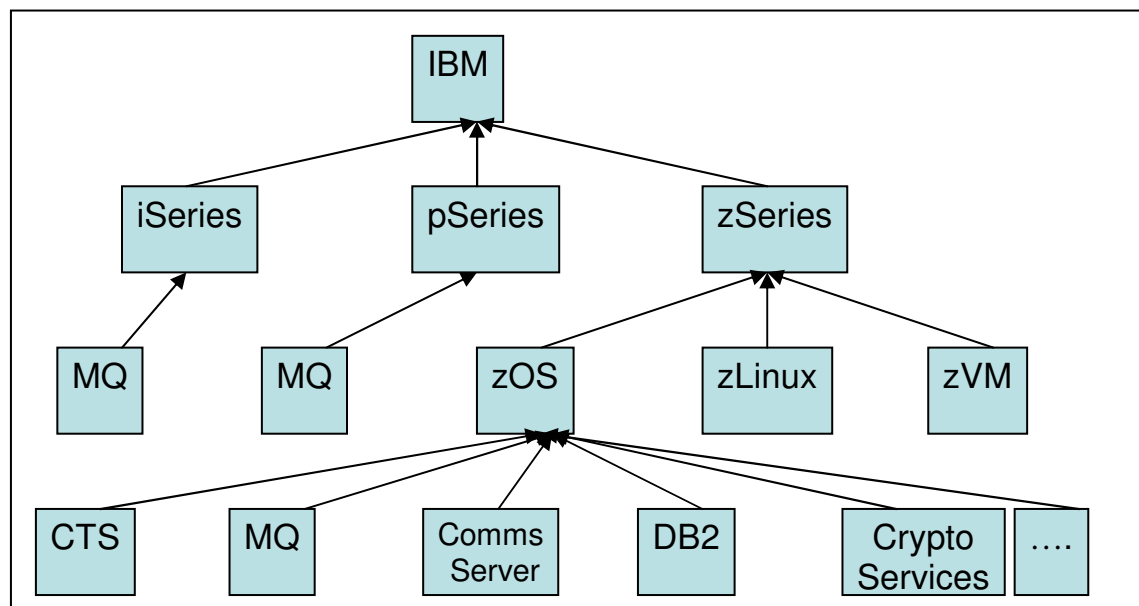 IBM
iSeries pSeries zSeries
MQ MQ zOS zLinux zVM
CTS MQ Comms Server DB2 Crypto Services ....